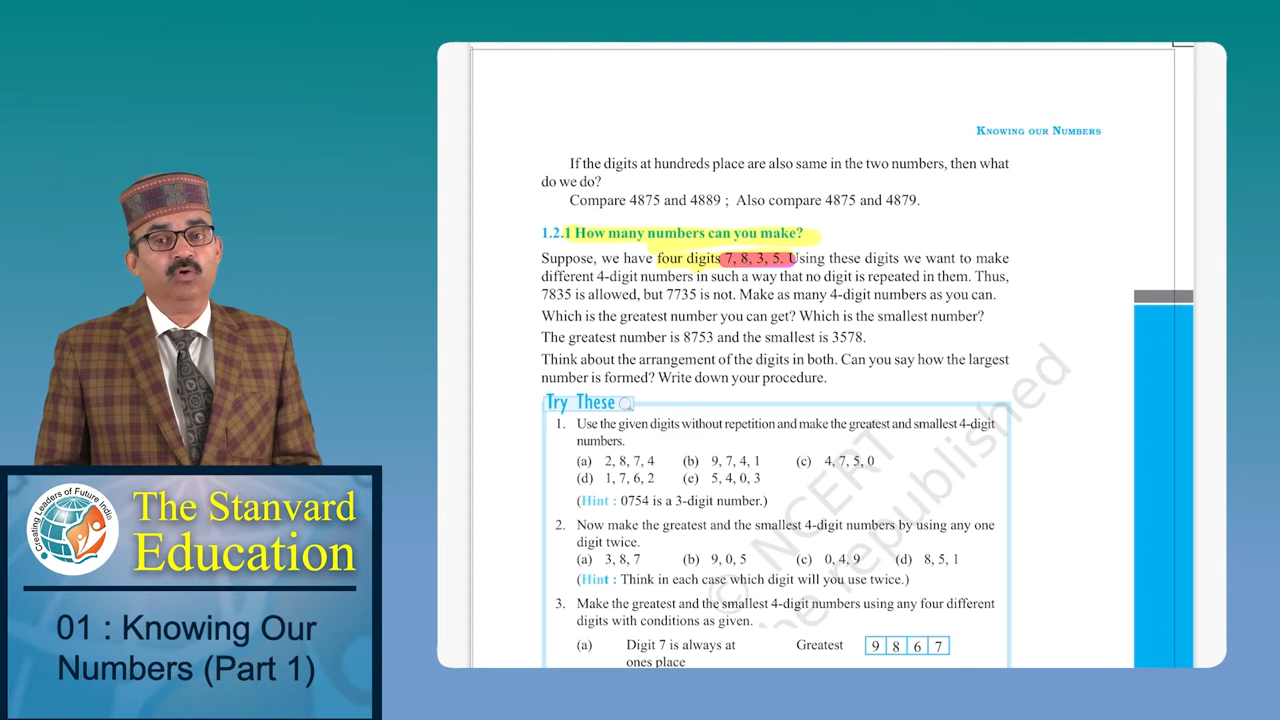 KNOWING OUR NUMBERS
If the digits at hundreds place are also same in the two numbers, then what
do we do?
Compare 4875 and 4889 ; Also compare 4875 and 4879.
1.2.1 How many numbers can you make?
Suppose, we have four digits 7, 8, 3, 5. Using these digits we want to make
different 4-digit numbers in such a way that no digit is repeated in them. Thus,
7835 is allowed, but 7735 is not. Make as many 4-digit numbers as you can.
Which is the greatest number you can get? Which is the smallest number?
The greatest number is 8753 and the smallest is 3578.
Think about the arrangement of the digits in both. Can you say how the largest
number is formed? Write down your procedure.
Try These
1. Use the given digits without repetition and make the greatest and smallest 4-digit
numbers.
(a) 2, 8, 7, 4 (b) 9, 7, 4, 1 (c) 4, 7, 5, 0
(d) 1, 7, 6, 2 (e) 5, 4, 0, 3
(Hint : 0754 is a 3-digit number.)
2. Now make the greatest and the smallest 4-digit numbers by using any one
digit twice.
(a) 3, 8, 7 (b) 9, 0, 5 (c) 0, 4, 9 (d) 8, 5, 1
(Hint : Think in each case which digit will you use twice.)
3. Make the greatest and the smallest 4-digit numbers using any four different
digits with conditions as given.
(a) Digit 7 is always at Greatest 9 8 6 7
ones place
© NCERT
be republished
Creating Leaders of Future India
The Stanvard
Education
01 : Knowing Our
Numbers (Part 1)